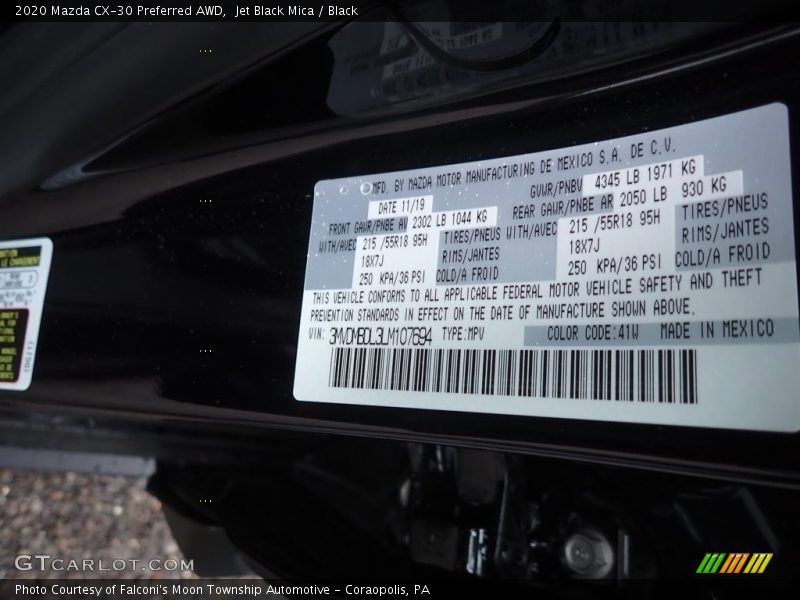 2020 Mazda CX-30 Preferred AWD, Jet Black Mica / Black
MFD. BY MAZDA MOTOR MANUFACTURING DE MEXICO S.A. DE C.V.
DATE 11/19 GVWR/PNBV 4345 LB 1971 KG
FRONT GAWR/PNBE AV 2302 LB 1044 KG REAR GAWR/PNBE AR 2050 LB 930 KG
WITH/AVEC 215 /55R18 95H TIRES/PNEUS WITH/AVEC 215 /55R18 95H TIRES/PNEUS
18X7J RIMS/JANTES 18X7J RIMS/JANTES
250 KPA/36 PSI COLD/A FROID 250 KPA/36 PSI COLD/A FROID
THIS VEHICLE CONFORMS TO ALL APPLICABLE FEDERAL MOTOR VEHICLE SAFETY AND THEFT
PREVENTION STANDARDS IN EFFECT ON THE DATE OF MANUFACTURE SHOWN ABOVE.
VIN: 3MVDMBDL3LM107694 TYPE:MPV COLOR CODE:41W MADE IN MEXICO
GTCARLOT.COM
Photo Courtesy of Falconi's Moon Township Automotive - Coraopolis, PA